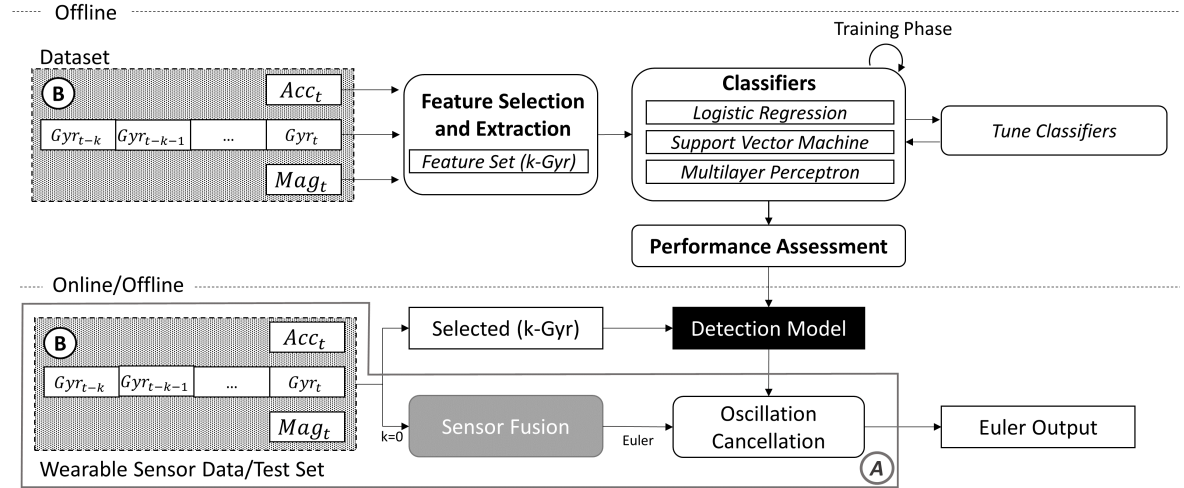 Offline
Training Phase
Dataset
B
Acc_t
Gyr_{t−k} Gyr_{t−k−1} ... Gyr_t
Mag_t
Feature Selection
and Extraction
Feature Set (k-Gyr)
Classifiers
Logistic Regression
Support Vector Machine
Multilayer Perceptron
Tune Classifiers
Performance Assessment
Online/Offline
B
Acc_t
Gyr_{t−k} Gyr_{t−k−1} ... Gyr_t
Mag_t
Wearable Sensor Data/Test Set
Selected (k-Gyr)
Detection Model
k=0
Sensor Fusion
Euler
Oscillation
Cancellation
Euler Output
A